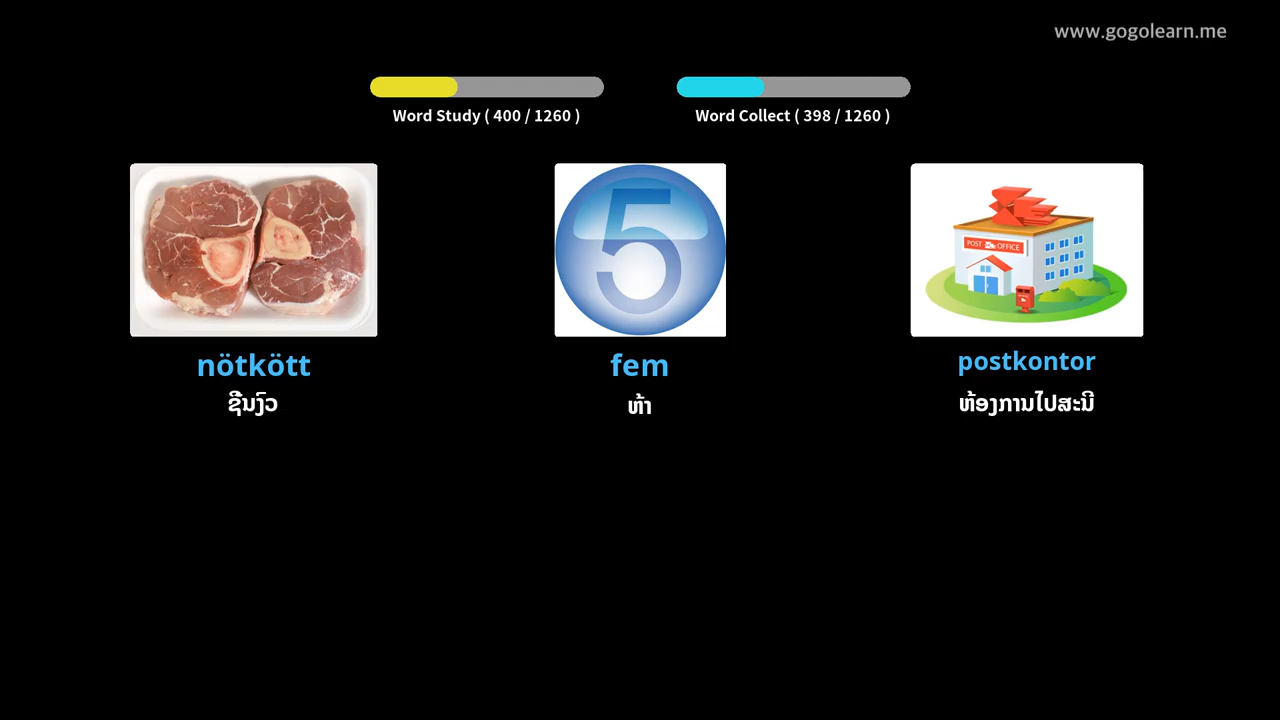 www.gogolearn.me
Word Study ( 400 / 1260 )
Word Collect ( 398 / 1260 )
5
POST OFFICE
nötkött
fem
postkontor
ຊີ້ນງົວ
ຫ້າ
ຫ້ອງການໄປສະນີ